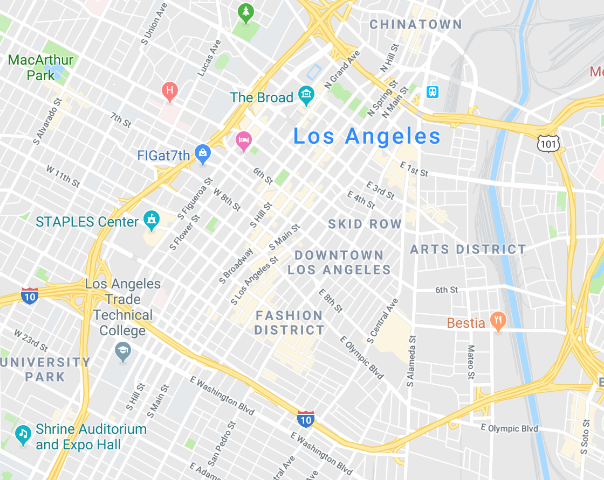 S Union Ave
CHINATOWN
Lucas Ave
N Hill St
N Grand Ave
MacArthur
Park
H
The Broad
N Spring St
N Main St
S Alvarado St
7th St
Los Angeles
101
FIGat7th
W 11th St
6th St
E 1st St
E 3rd St
E 4th St
S Figueroa St
W 8th St
STAPLES Center
S Flower St
S Hill St
SKID ROW
S Main St
ARTS DISTRICT
S Broadway
DOWNTOWN
LOS ANGELES
S Los Angeles St
10
Los Angeles
Trade
Technical
College
6th St
E 8th St
S Central Ave
FASHION
DISTRICT
Bestia
W 23rd St
E Olympic Blvd
S Alameda St
Mateo St
UNIVERSITY
PARK
S Hill St
S Main St
E Washington Blvd
10
Shrine Auditorium
and Expo Hall
San Pedro St
E Washington Blvd
E Olympic Blvd
S Soto St
E Adams
ntral Ave
Me
E